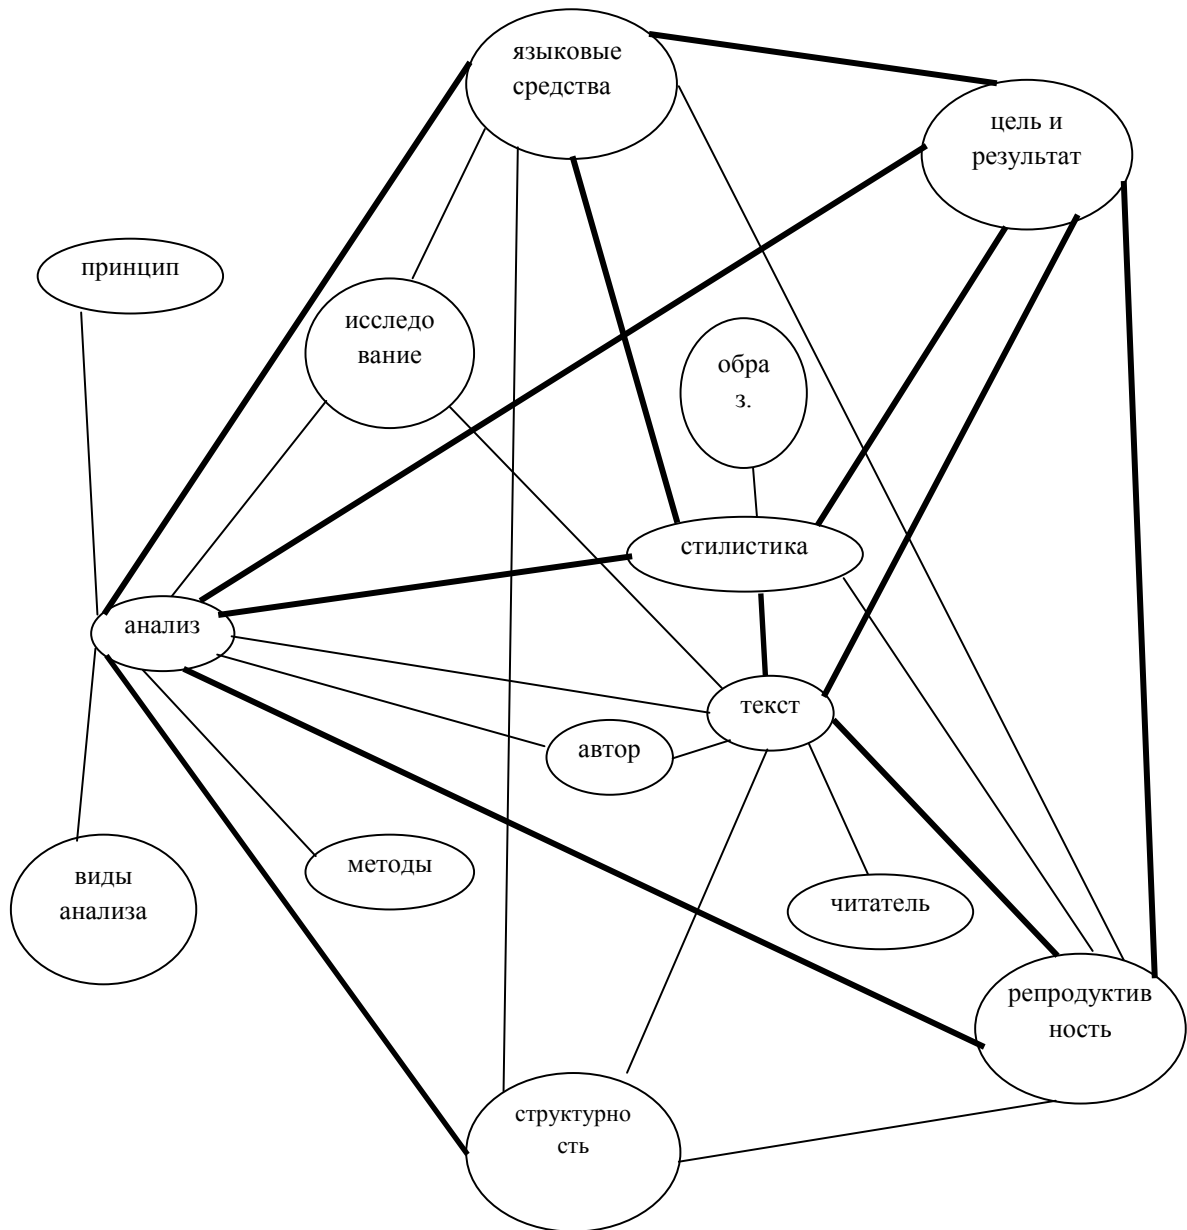 языковые
средства
цель и
результат
принцип
исследо
вание
обра
з.
стилистика
анализ
текст
автор
методы
виды
анализа
читатель
репродуктив
ность
структурно
сть